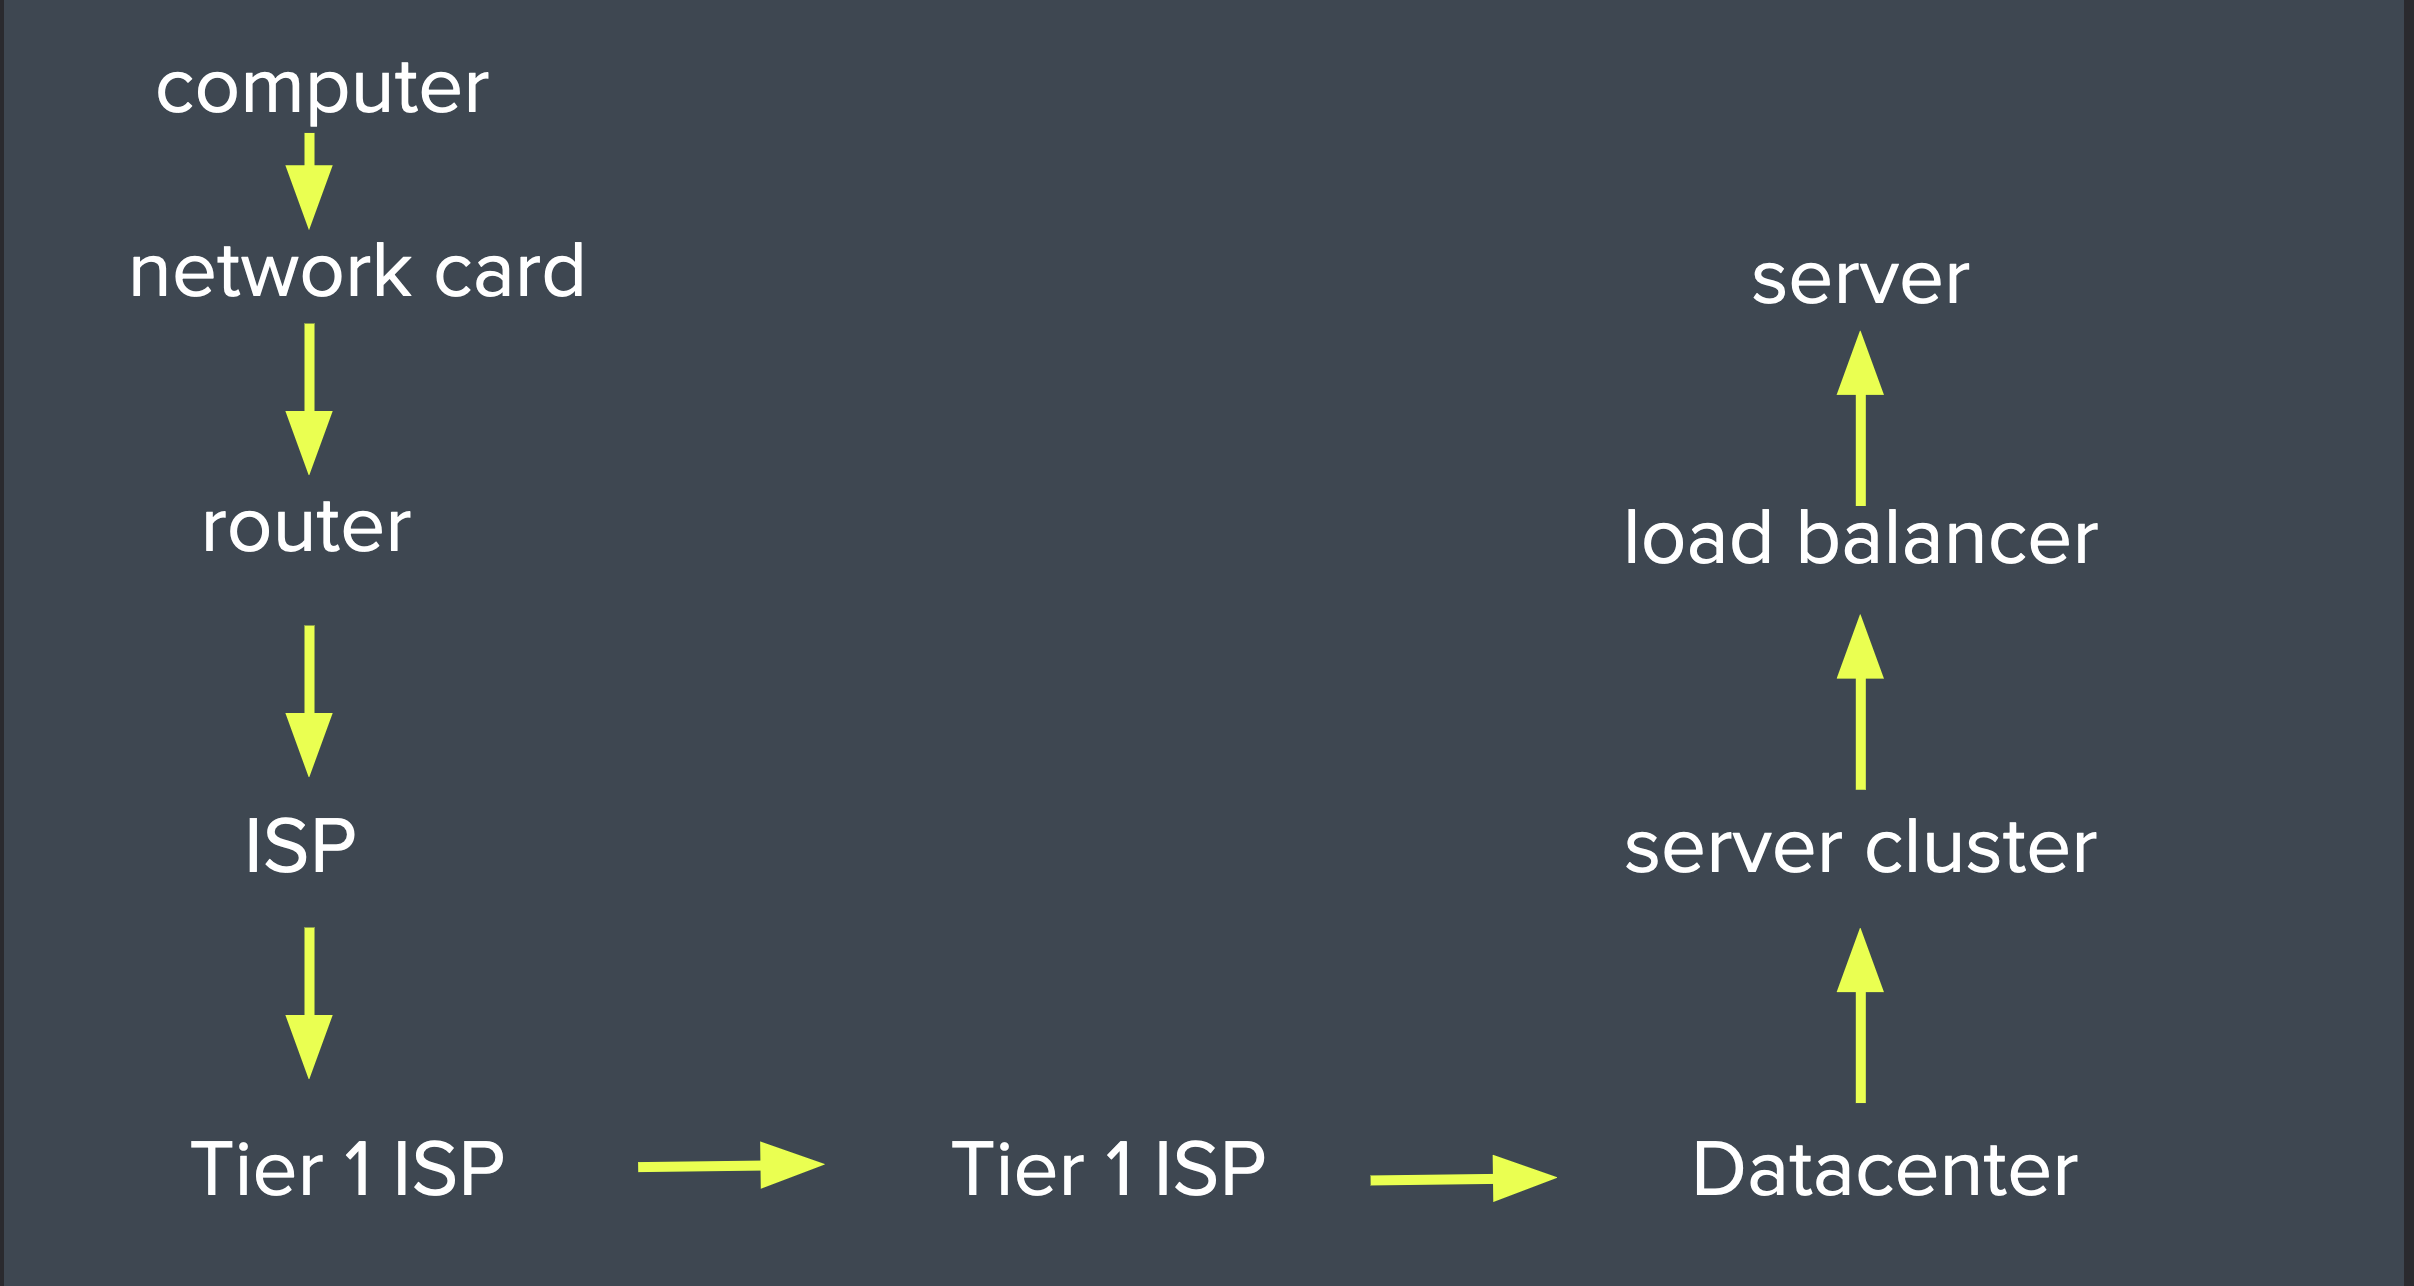 computer
network card
router
ISP
Tier 1 ISP
Tier 1 ISP
Datacenter
server cluster
load balancer
server